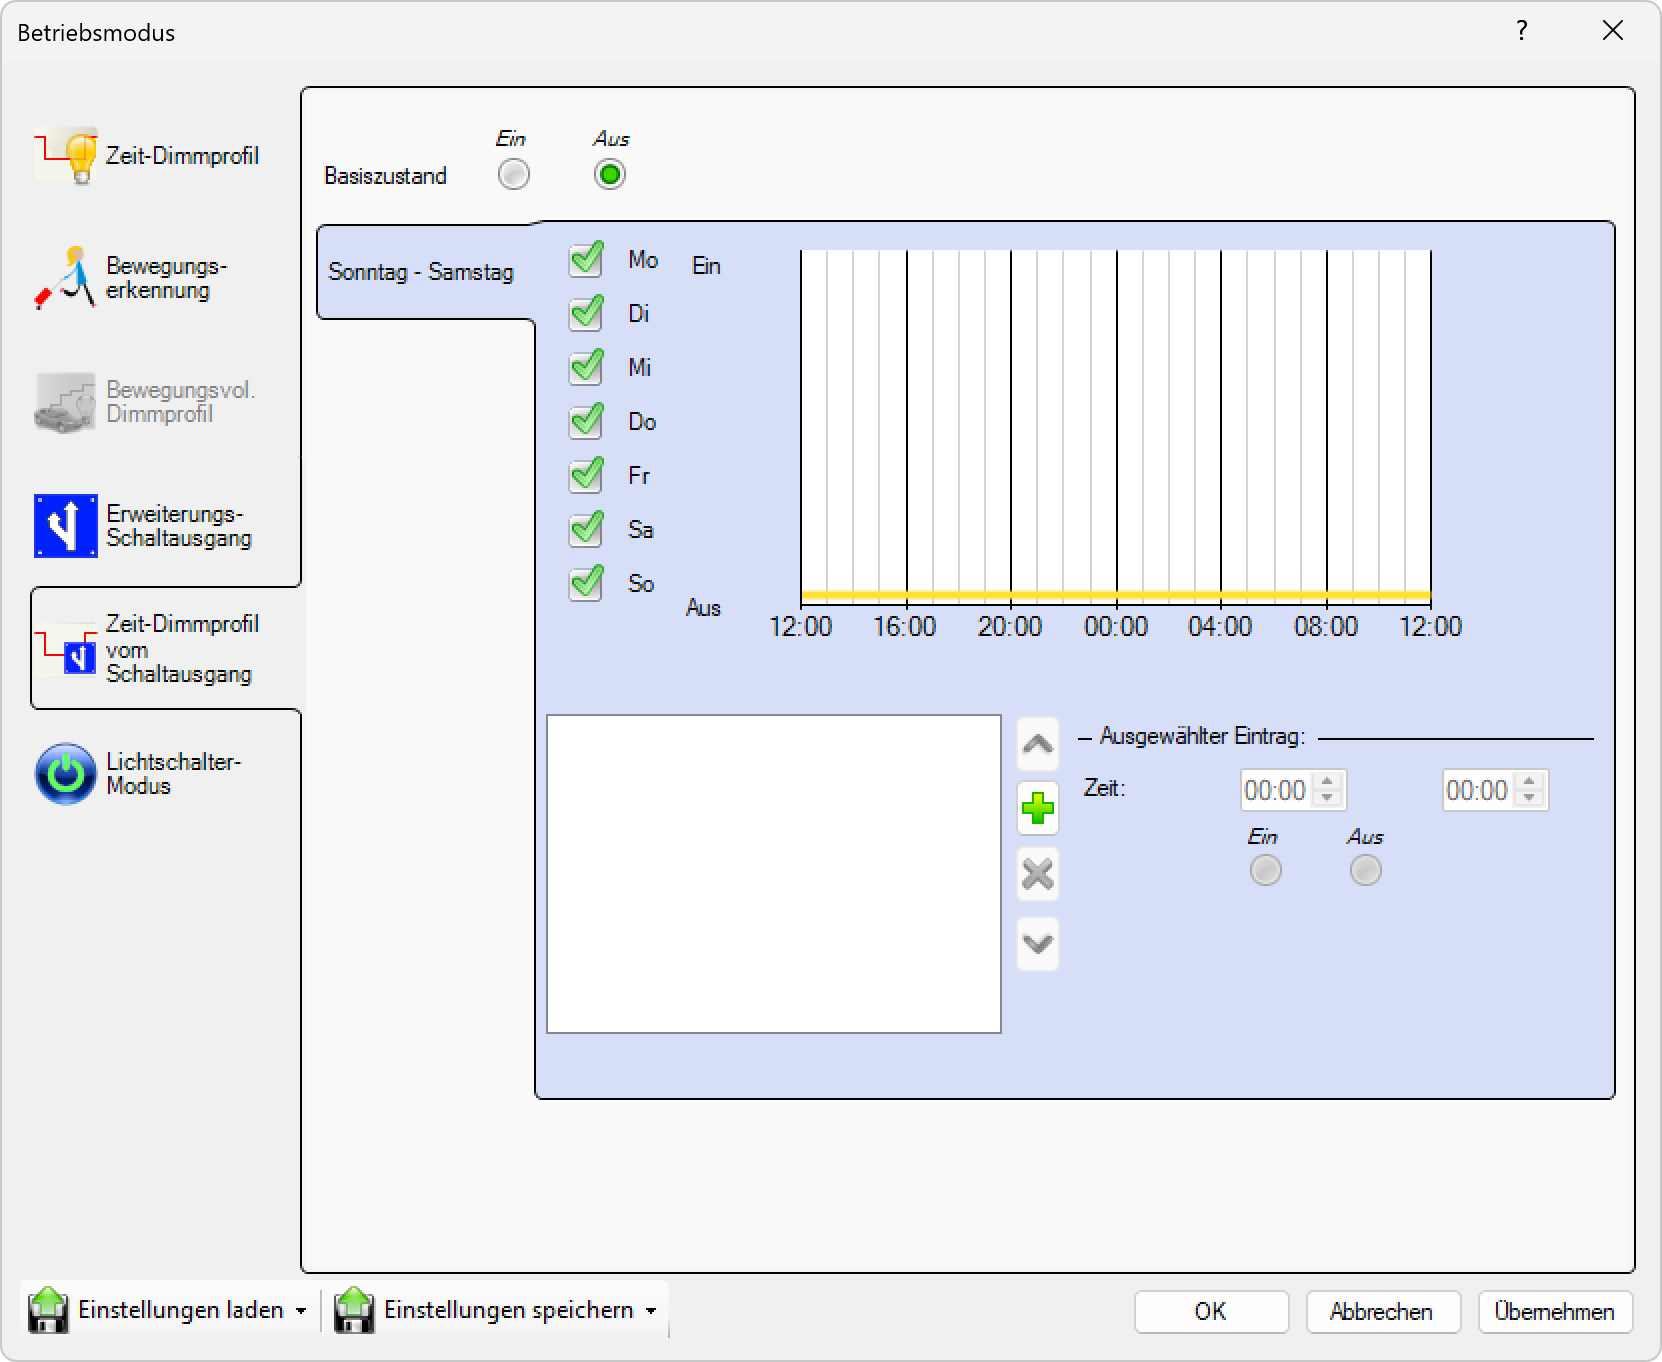 Betriebsmodus
?
Zeit-Dimmprofil
Bewegungs-
erkennung
Bewegungsvol.
Dimmprofil
Erweiterungs-
Schaltausgang
Zeit-Dimmprofil
vom
Schaltausgang
Lichtschalter-
Modus
Ein Aus
Basiszustand
Sonntag - Samstag
Mo
Di
Mi
Do
Fr
Sa
So
Ein
Aus
12:00 16:00 20:00 00:00 04:00 08:00 12:00
Ausgewählter Eintrag:
Zeit: 00:00 00:00
Ein Aus
Einstellungen laden Einstellungen speichern OK Abbrechen Übernehmen